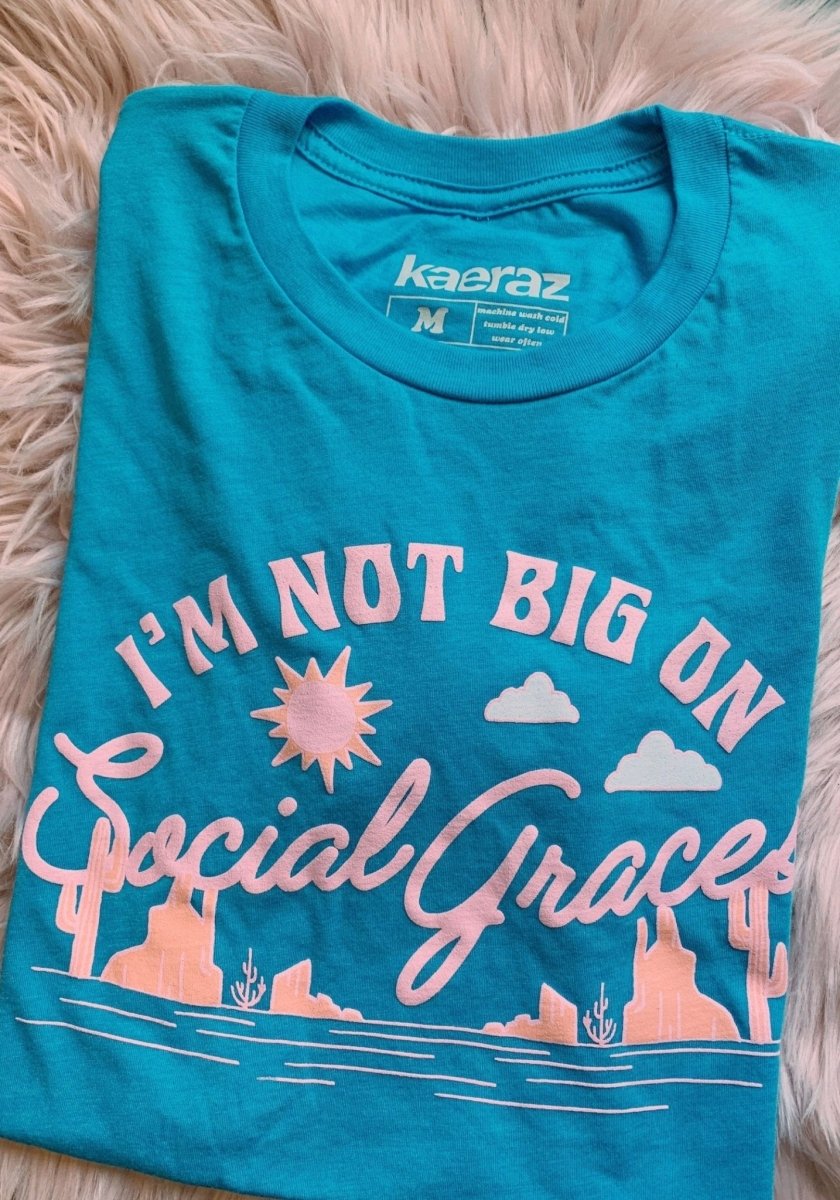 kaeraz
M
machine wash cold
tumble dry low
wear often
I'M NOT BIG ON
Social Graces